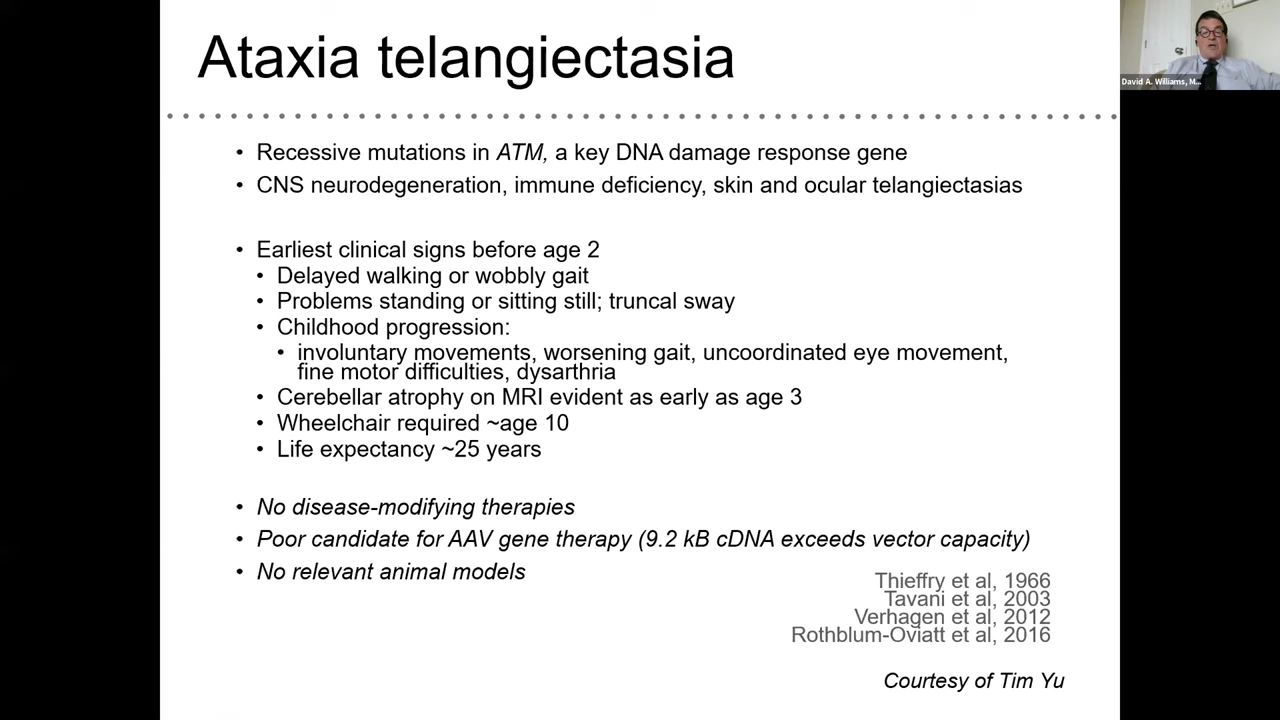 Ataxia telangiectasia
David A. Williams, M...
• Recessive mutations in ATM, a key DNA damage response gene
• CNS neurodegeneration, immune deficiency, skin and ocular telangiectasias
• Earliest clinical signs before age 2
• Delayed walking or wobbly gait
• Problems standing or sitting still; truncal sway
• Childhood progression:
• involuntary movements, worsening gait, uncoordinated eye movement,
fine motor difficulties, dysarthria
• Cerebellar atrophy on MRI evident as early as age 3
• Wheelchair required ~age 10
• Life expectancy ~25 years
• No disease-modifying therapies
• Poor candidate for AAV gene therapy (9.2 kB cDNA exceeds vector capacity)
• No relevant animal models
Thieffry et al, 1966
Tavani et al, 2003
Verhagen et al, 2012
Rothblum-Oviatt et al, 2016
Courtesy of Tim Yu